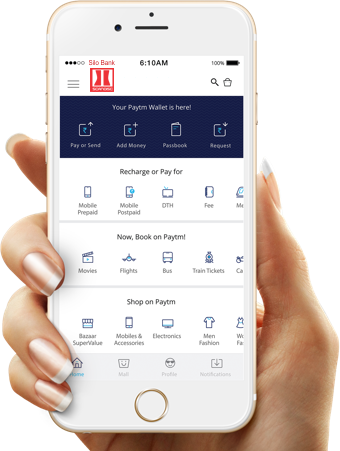 Silo Bank 6:10AM 100%
Your Paytm Wallet is here!
Pay or Send Add Money Passbook Request
Recharge or Pay for
Mobile Prepaid
Mobile Postpaid
DTH
Fee
Me
Now, Book on Paytm!
Movies Flights Bus Train Tickets Ca
Shop on Paytm
Bazaar SuperValue
Mobiles & Accessories
Electronics
Men Fashion
W
Fa
Home Mall Profile Notifications